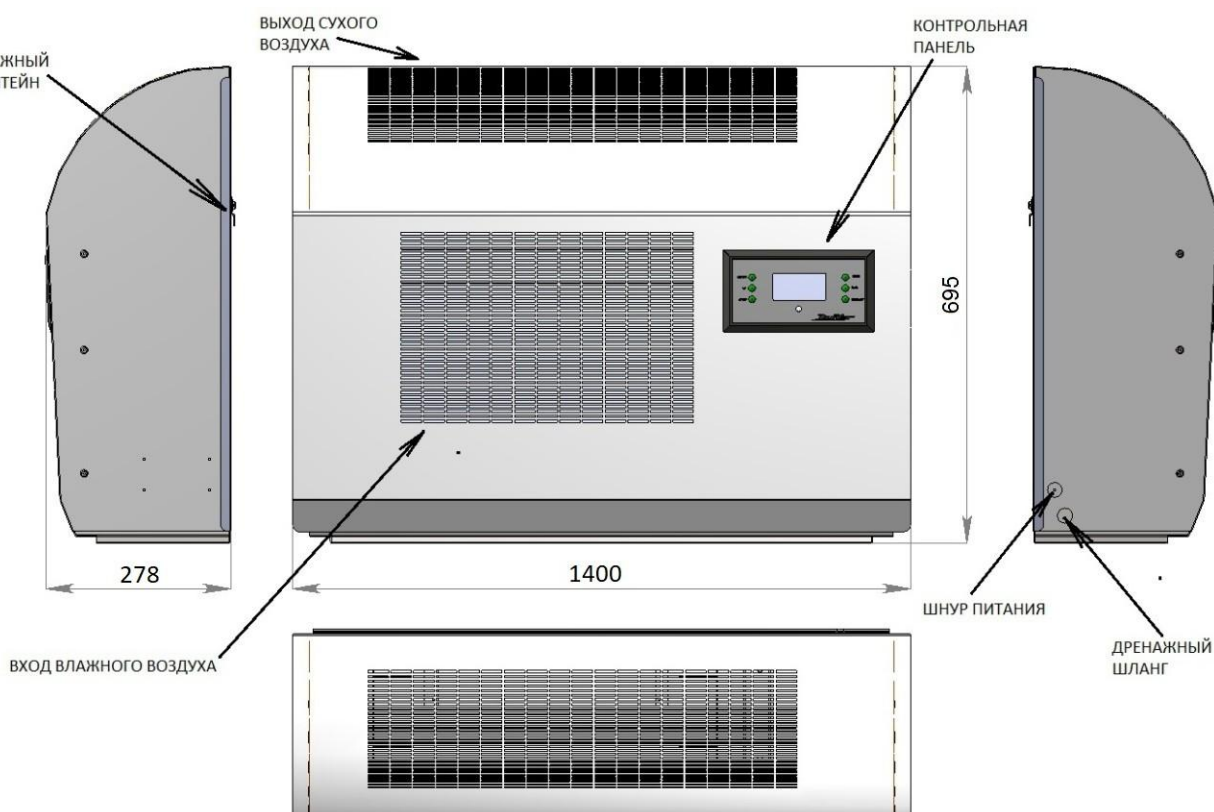 ВЫХОД СУХОГО
ВОЗДУХА
КОНТРОЛЬНАЯ
ПАНЕЛЬ
695
278
1400
ШНУР ПИТАНИЯ
ВХОД ВЛАЖНОГО ВОЗДУХА
ДРЕНАЖНЫЙ
ШЛАНГ